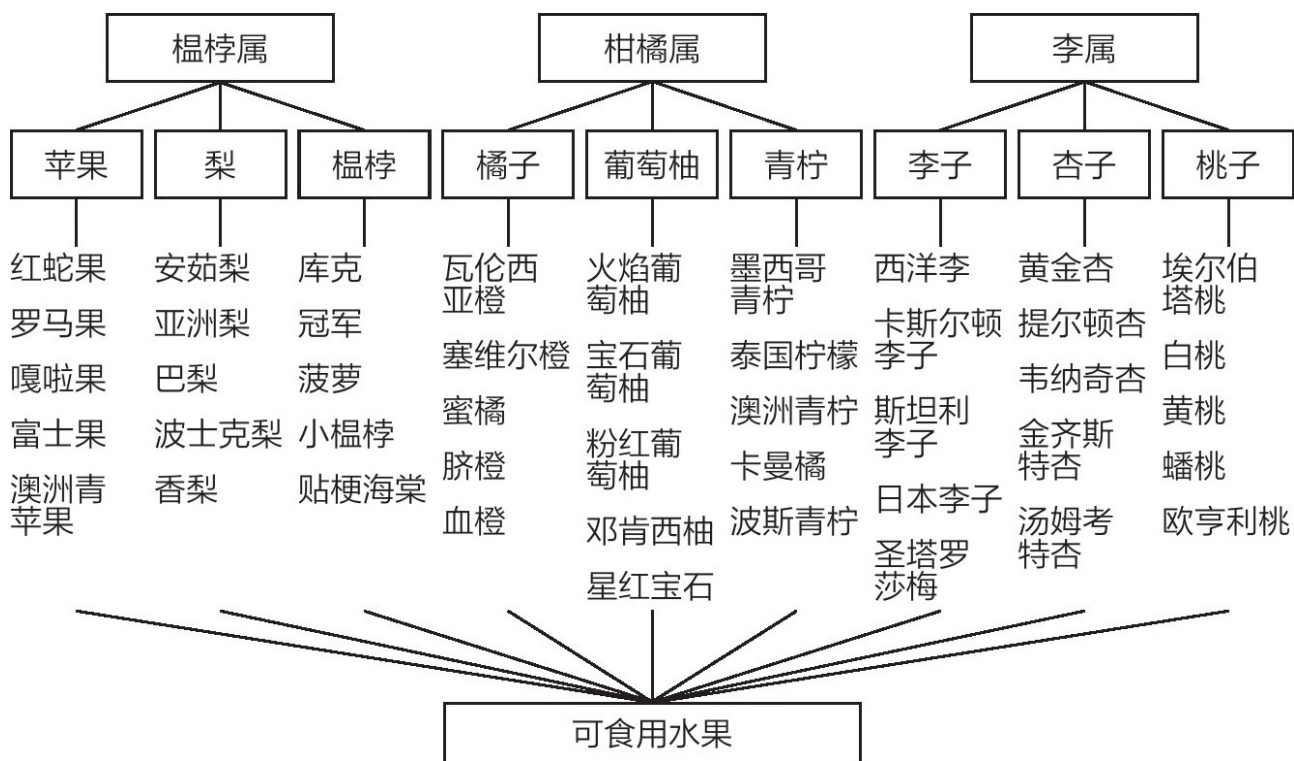 榅桲属
柑橘属
李属
苹果
梨
榅桲
橘子
葡萄柚
青柠
李子
杏子
桃子
红蛇果
罗马果
嘎啦果
富士果
澳洲青
苹果
安茹梨
亚洲梨
巴梨
波士克梨
香梨
库克
冠军
菠萝
小榅桲
贴梗海棠
瓦伦西
亚橙
塞维尔橙
蜜橘
脐橙
血橙
火焰葡
萄柚
宝石葡
萄柚
粉红葡
萄柚
邓肯西柚
星红宝石
墨西哥
青柠
泰国柠檬
澳洲青柠
卡曼橘
波斯青柠
西洋李
卡斯尔顿
李子
斯坦利
李子
日本李子
圣塔罗
莎梅
黄金杏
提尔顿杏
韦纳奇杏
金齐斯
特杏
汤姆考
特杏
埃尔伯
塔桃
白桃
黄桃
蟠桃
欧亨利桃
可食用水果